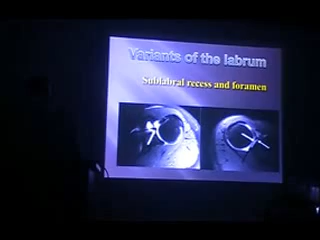 Variants of the labrum
Sublabral recess and foramen